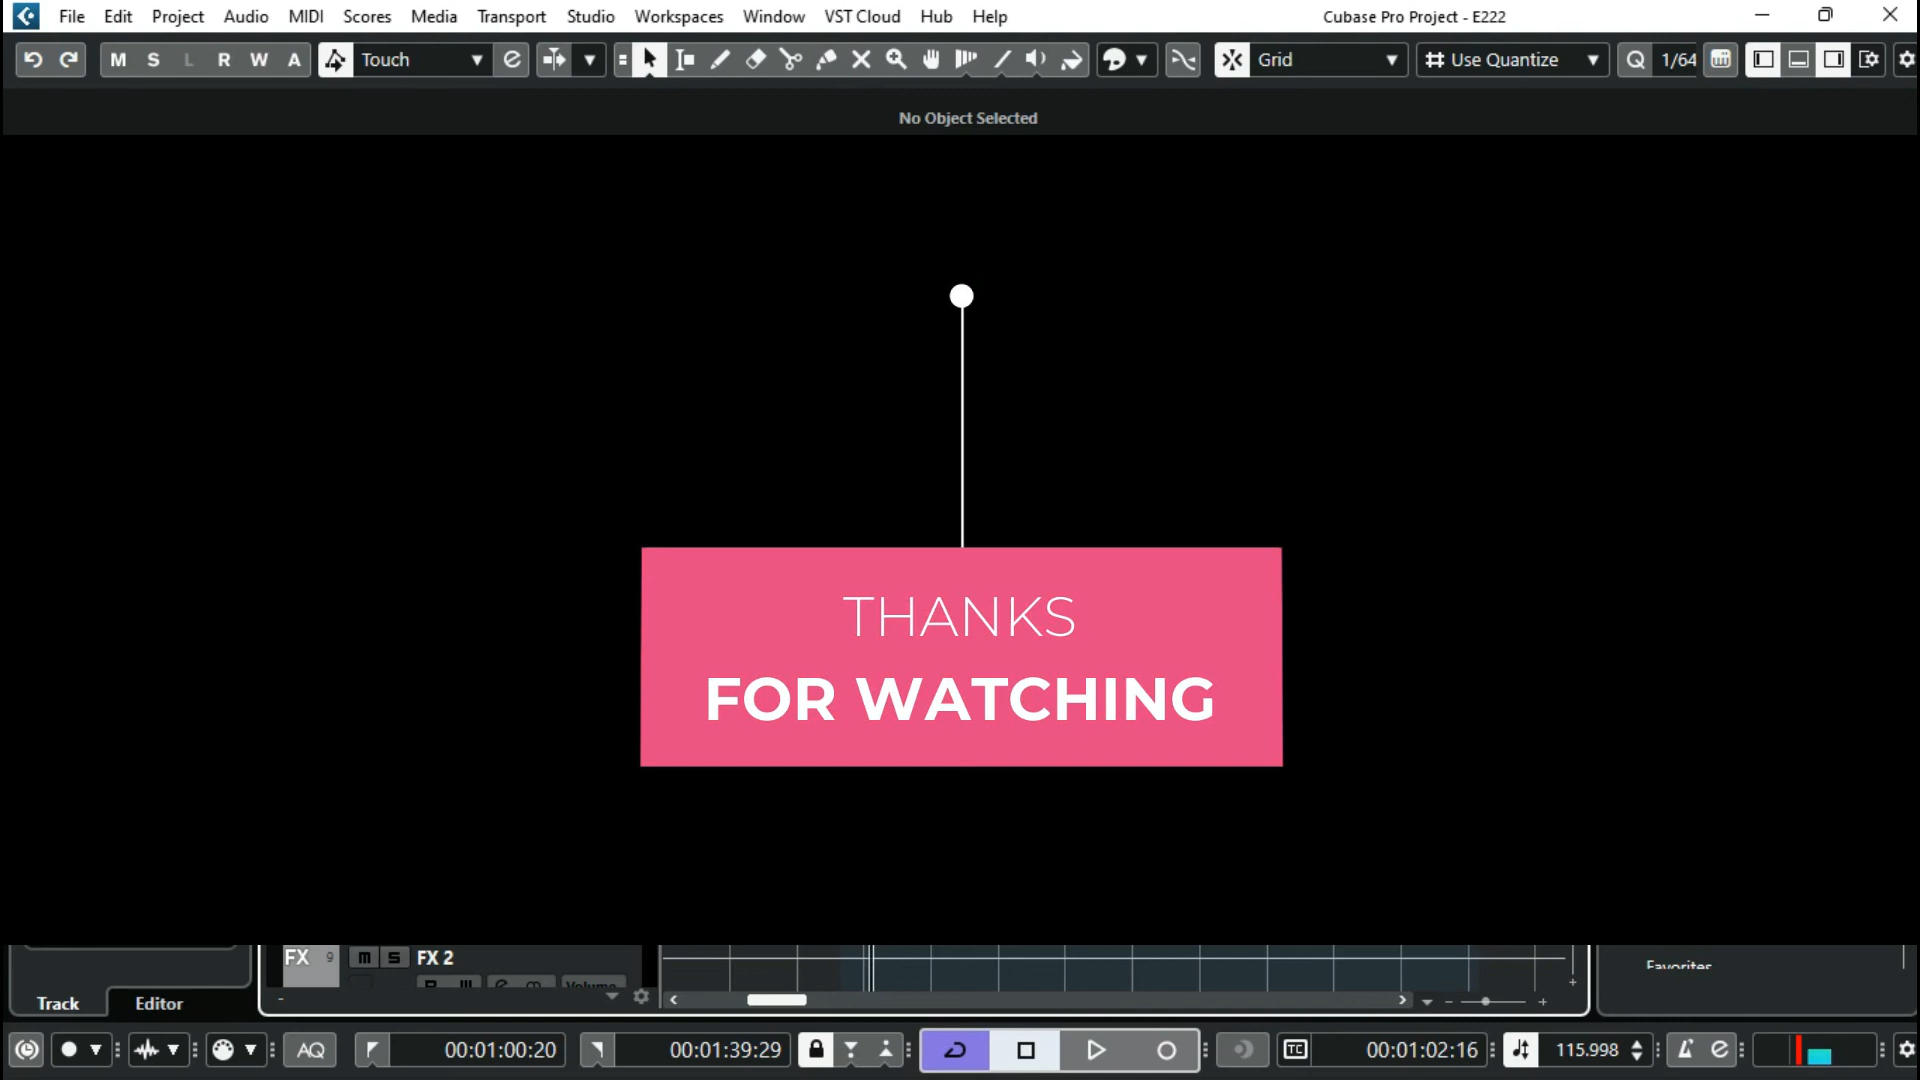 File Edit Project Audio MIDI Scores Media Transport Studio Workspaces Window VST Cloud Hub Help Cubase Pro Project - E222
M S L R W A Touch Grid Use Quantize Q 1/64
No Object Selected
THANKS
FOR WATCHING
FX 9 m S FX 2
Volume
Favorites
Track Editor
AQ 00:01:00:20 00:01:39:29 TC 00:01:02:16 115.998